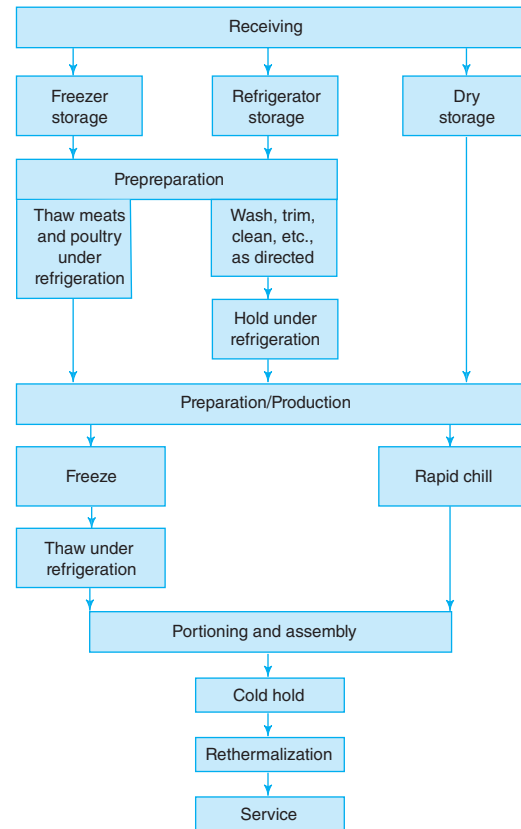 Receiving
Freezer
storage
Refrigerator
storage
Dry
storage
Prepreparation
Thaw meats
and poultry
under
refrigeration
Wash, trim,
clean, etc.,
as directed
Hold under
refrigeration
Preparation/Production
Freeze
Rapid chill
Thaw under
refrigeration
Portioning and assembly
Cold hold
Rethermalization
Service